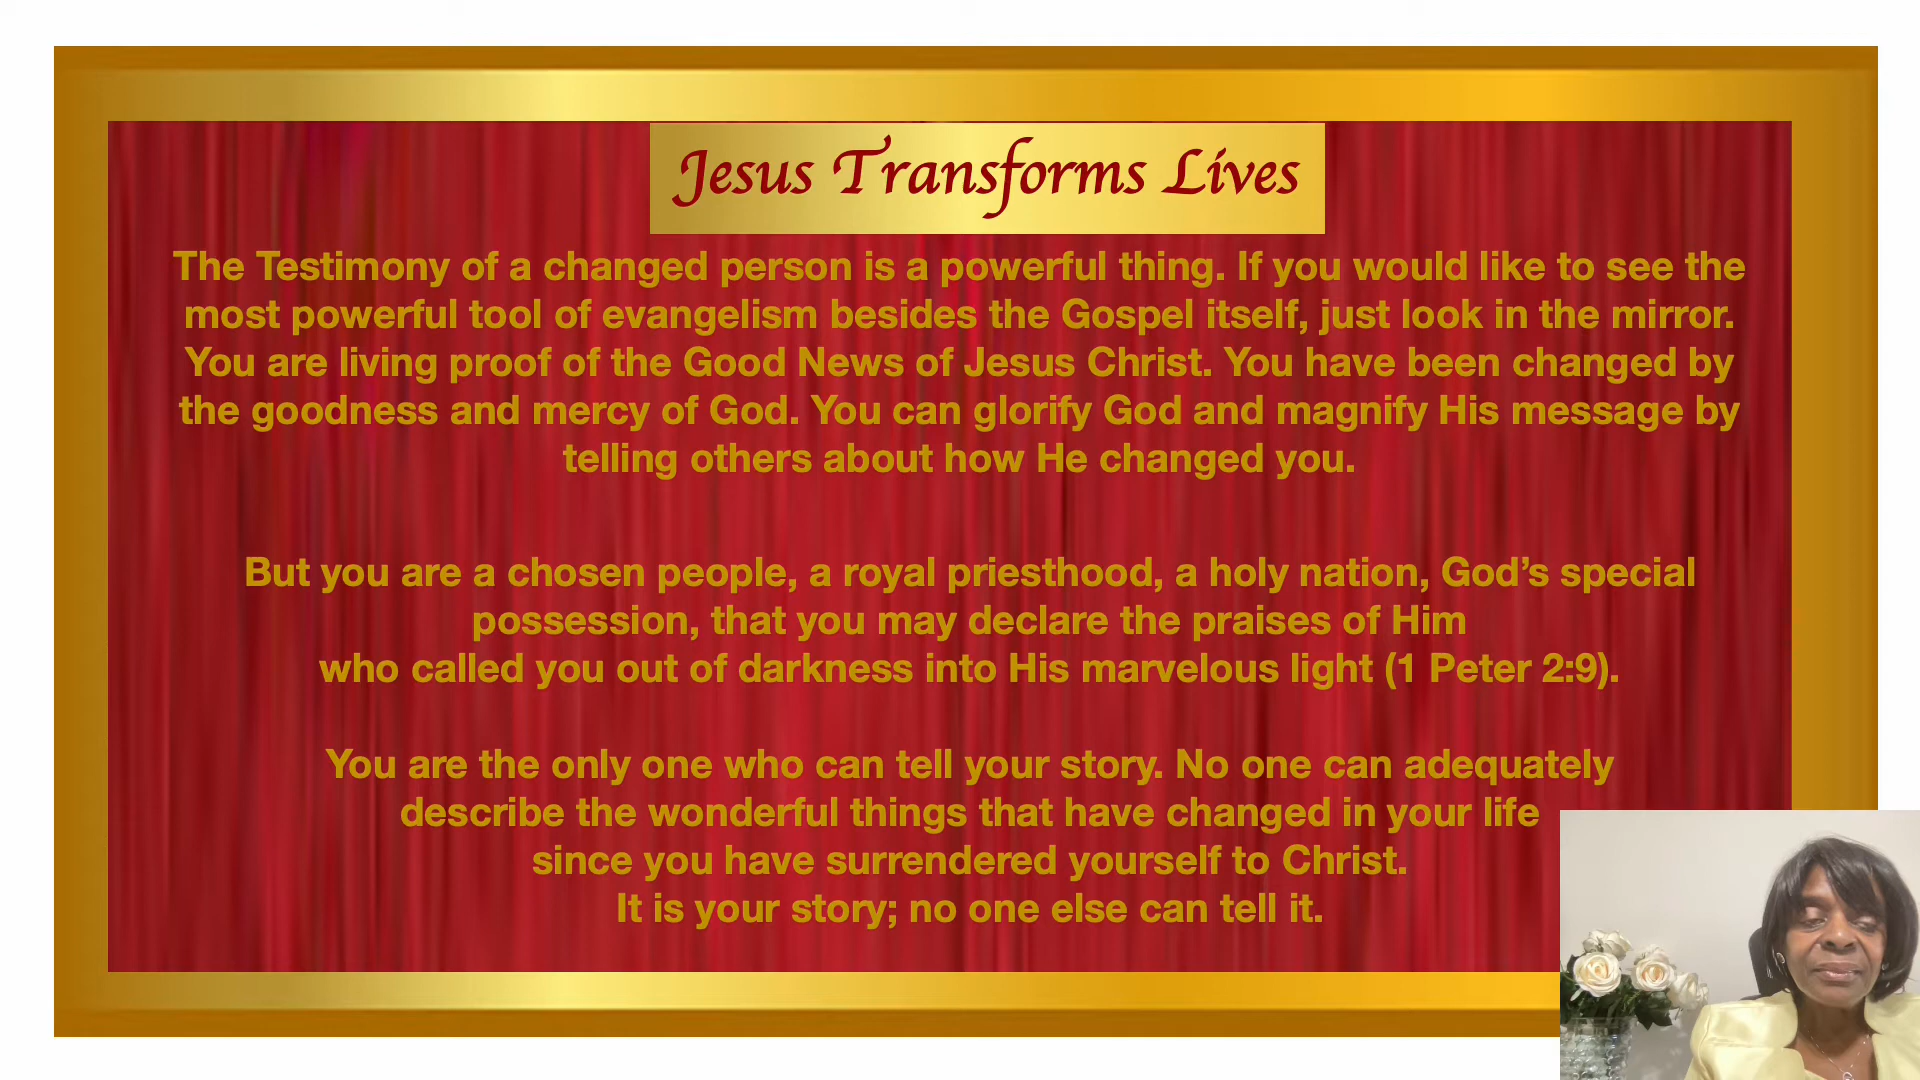 Jesus Transforms Lives
The Testimony of a changed person is a powerful thing. If you would like to see the
most powerful tool of evangelism besides the Gospel itself, just look in the mirror.
You are living proof of the Good News of Jesus Christ. You have been changed by
the goodness and mercy of God. You can glorify God and magnify His message by
telling others about how He changed you.
But you are a chosen people, a royal priesthood, a holy nation, God’s special
possession, that you may declare the praises of Him
who called you out of darkness into His marvelous light (1 Peter 2:9).
You are the only one who can tell your story. No one can adequately
describe the wonderful things that have changed in your life
since you have surrendered yourself to Christ.
It is your story; no one else can tell it.